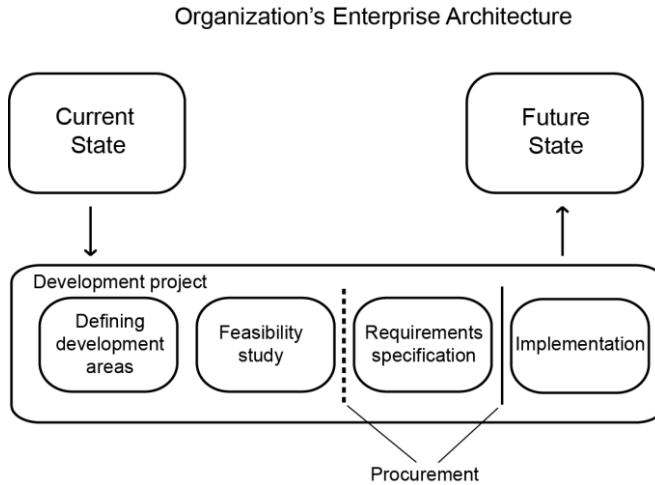 Organization’s Enterprise Architecture
Current
State
Future
State
Development project
Defining
development
areas
Feasibility
study
Requirements
specification
Implementation
Procurement